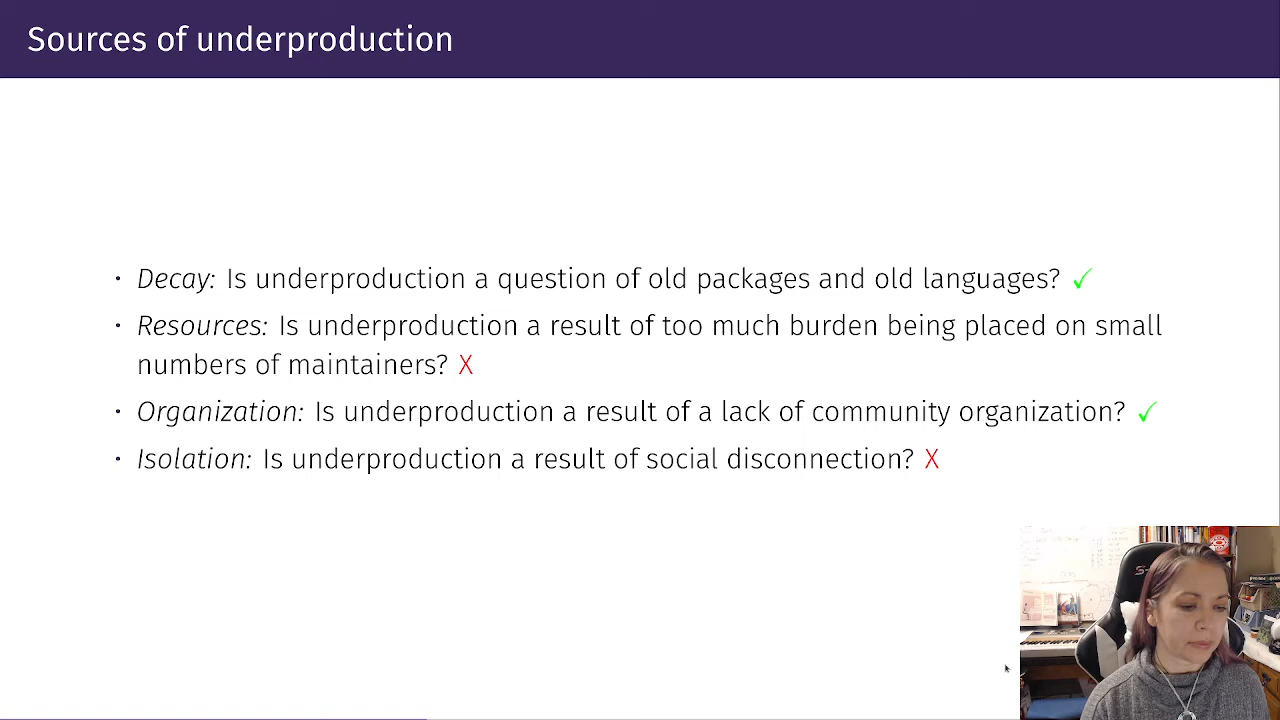 Sources of underproduction
· Decay: Is underproduction a question of old packages and old languages? ✓
· Resources: Is underproduction a result of too much burden being placed on small
numbers of maintainers? X
· Organization: Is underproduction a result of a lack of community organization? ✓
· Isolation: Is underproduction a result of social disconnection? X